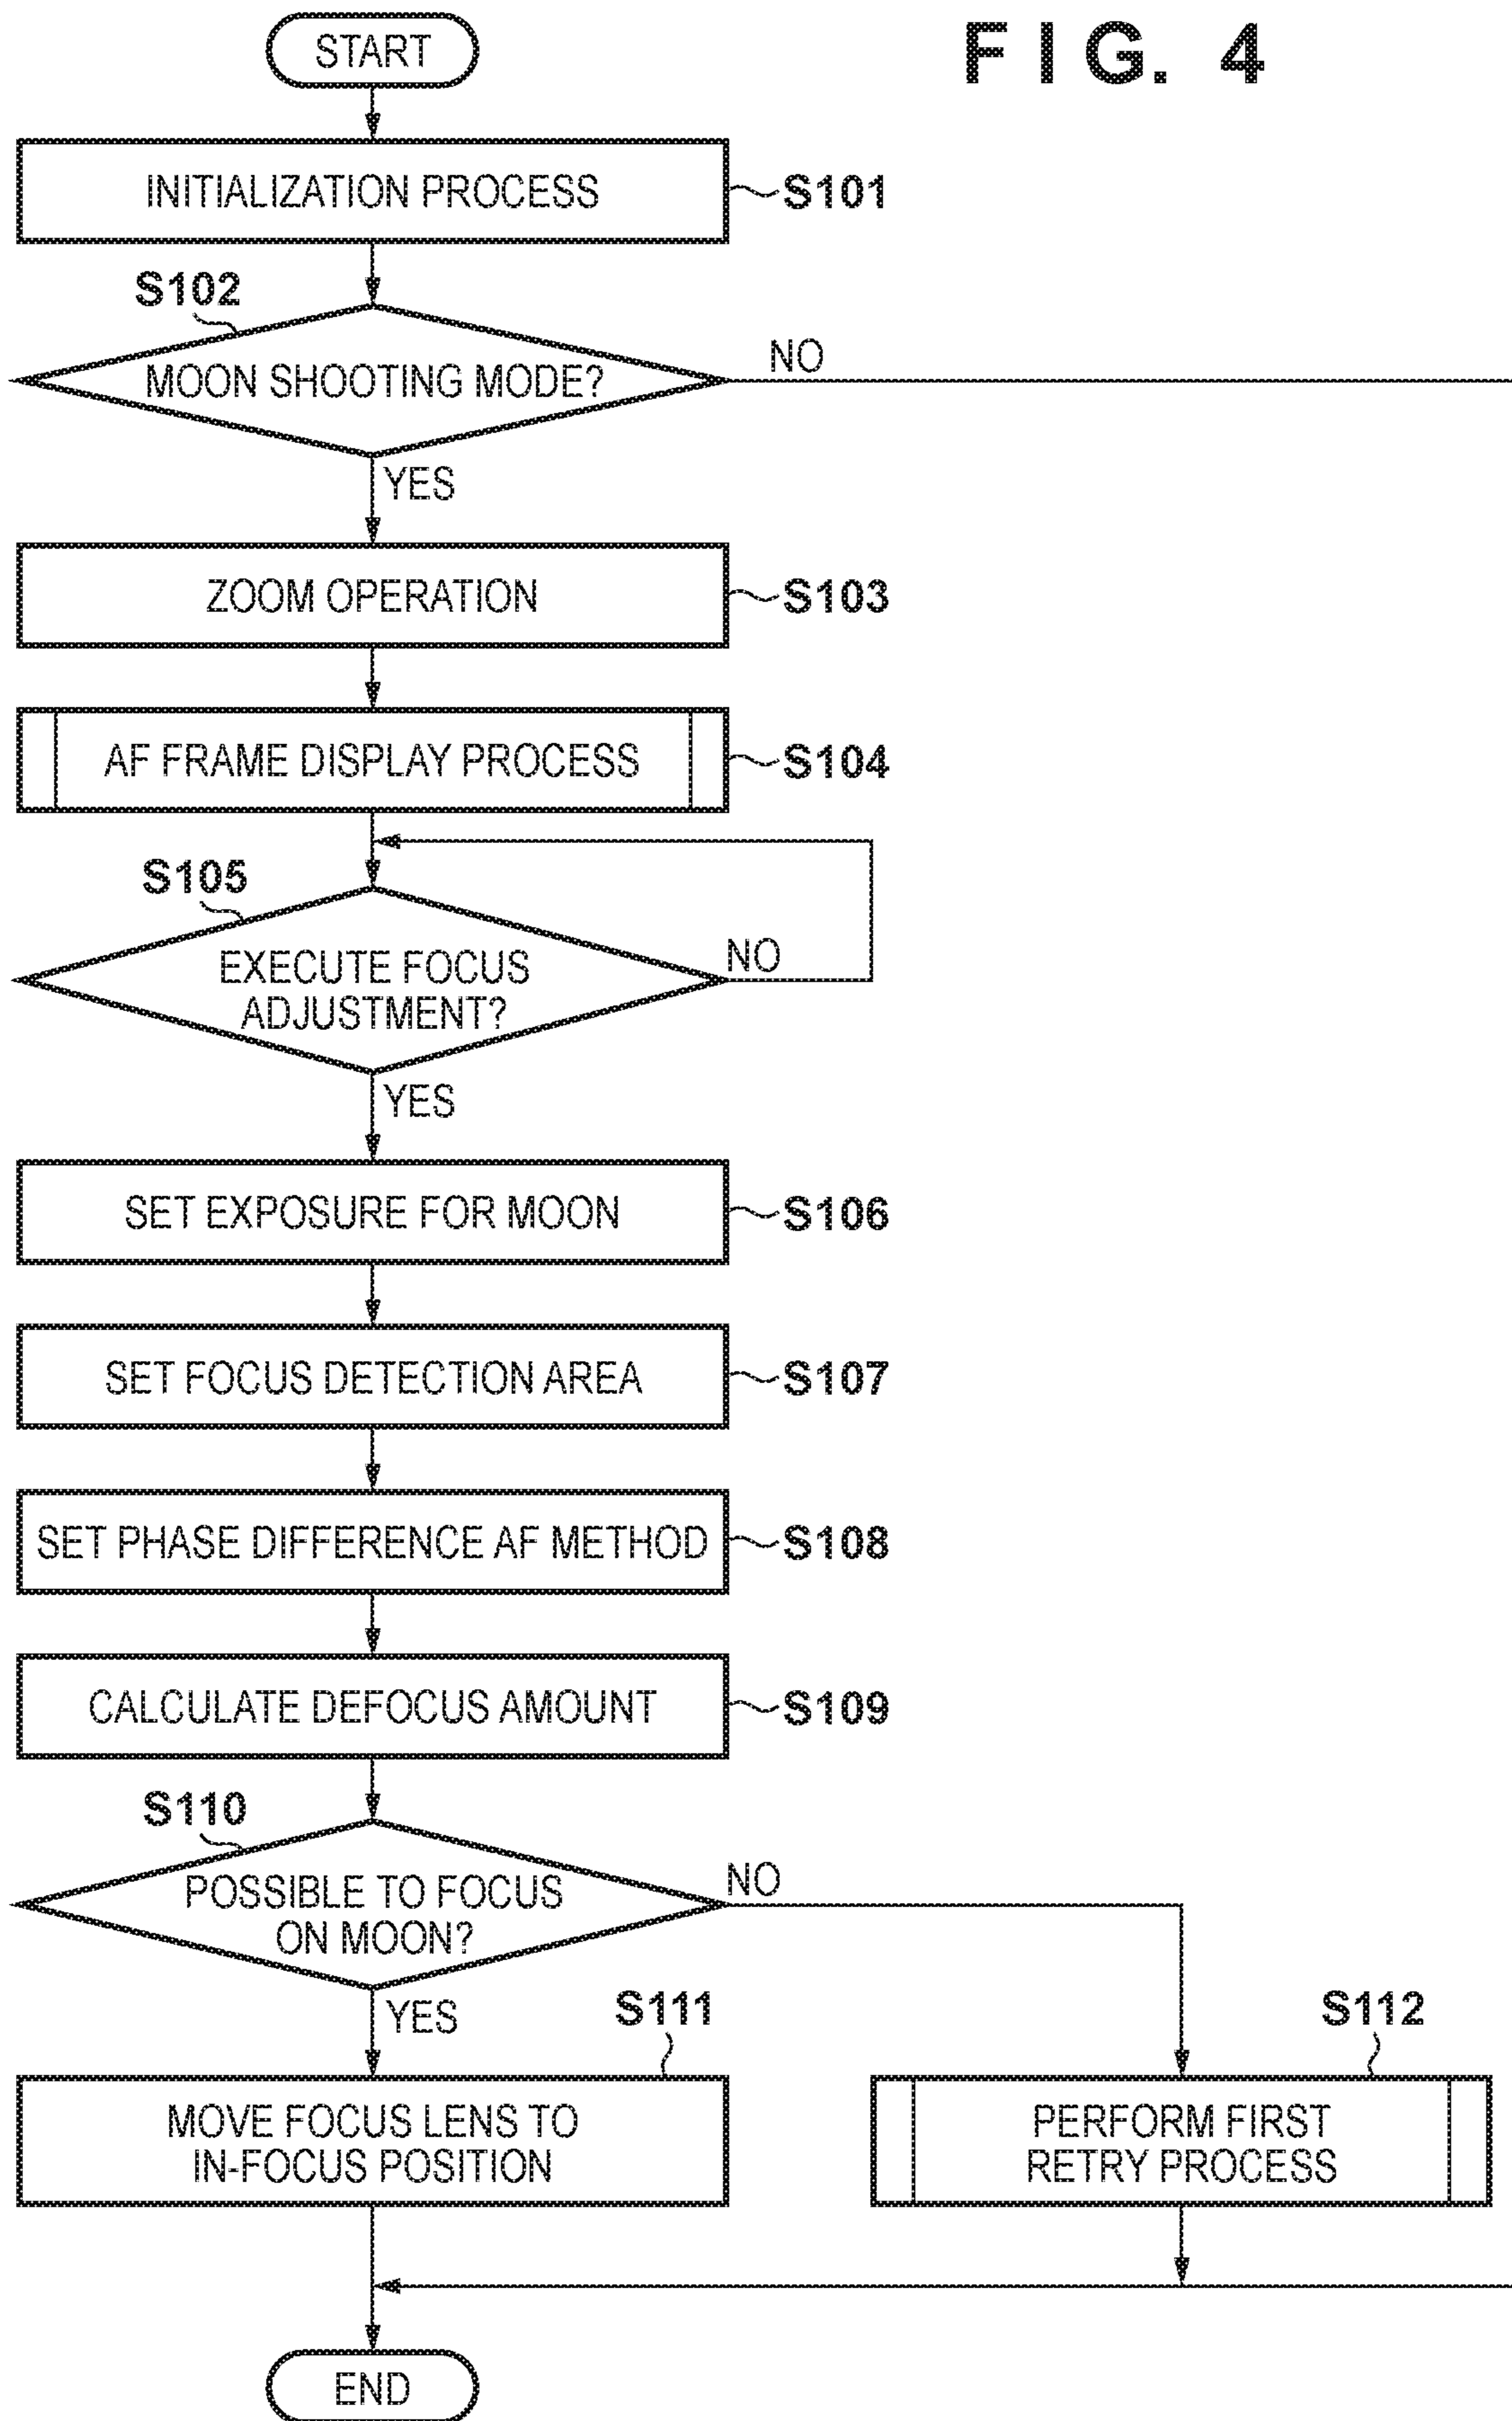 FIG. 4
START
INITIALIZATION PROCESS
S101
S102
MOON SHOOTING MODE?
NO
YES
ZOOM OPERATION
S103
AF FRAME DISPLAY PROCESS
S104
S105
EXECUTE FOCUS
ADJUSTMENT?
NO
YES
SET EXPOSURE FOR MOON
S106
SET FOCUS DETECTION AREA
S107
SET PHASE DIFFERENCE AF METHOD
S108
CALCULATE DEFOCUS AMOUNT
S109
S110
POSSIBLE TO FOCUS
ON MOON?
NO
YES
S111
MOVE FOCUS LENS TO
IN-FOCUS POSITION
S112
PERFORM FIRST
RETRY PROCESS
END